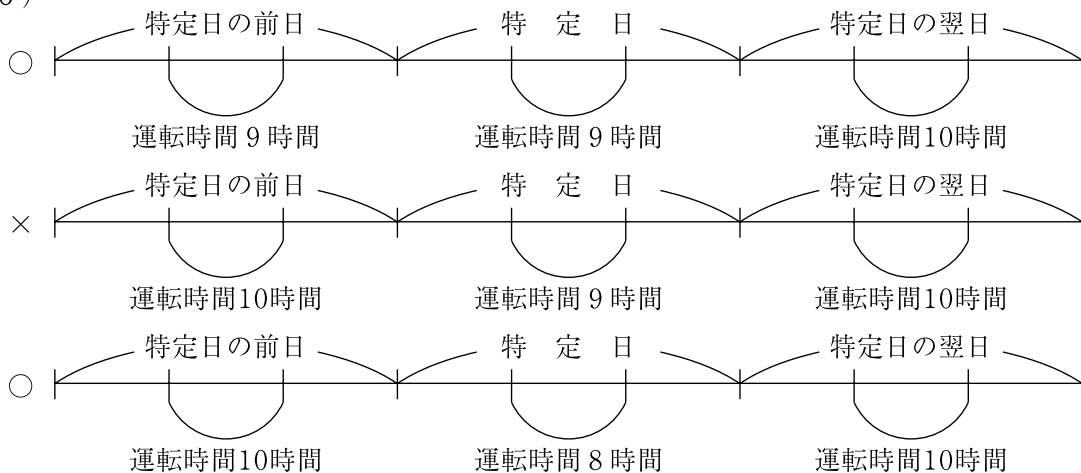 特定日の前日 特 定 日 特定日の翌日
○
運転時間9時間 運転時間9時間 運転時間10時間
特定日の前日 特 定 日 特定日の翌日
×
運転時間10時間 運転時間9時間 運転時間10時間
特定日の前日 特 定 日 特定日の翌日
○
運転時間10時間 運転時間8時間 運転時間10時間